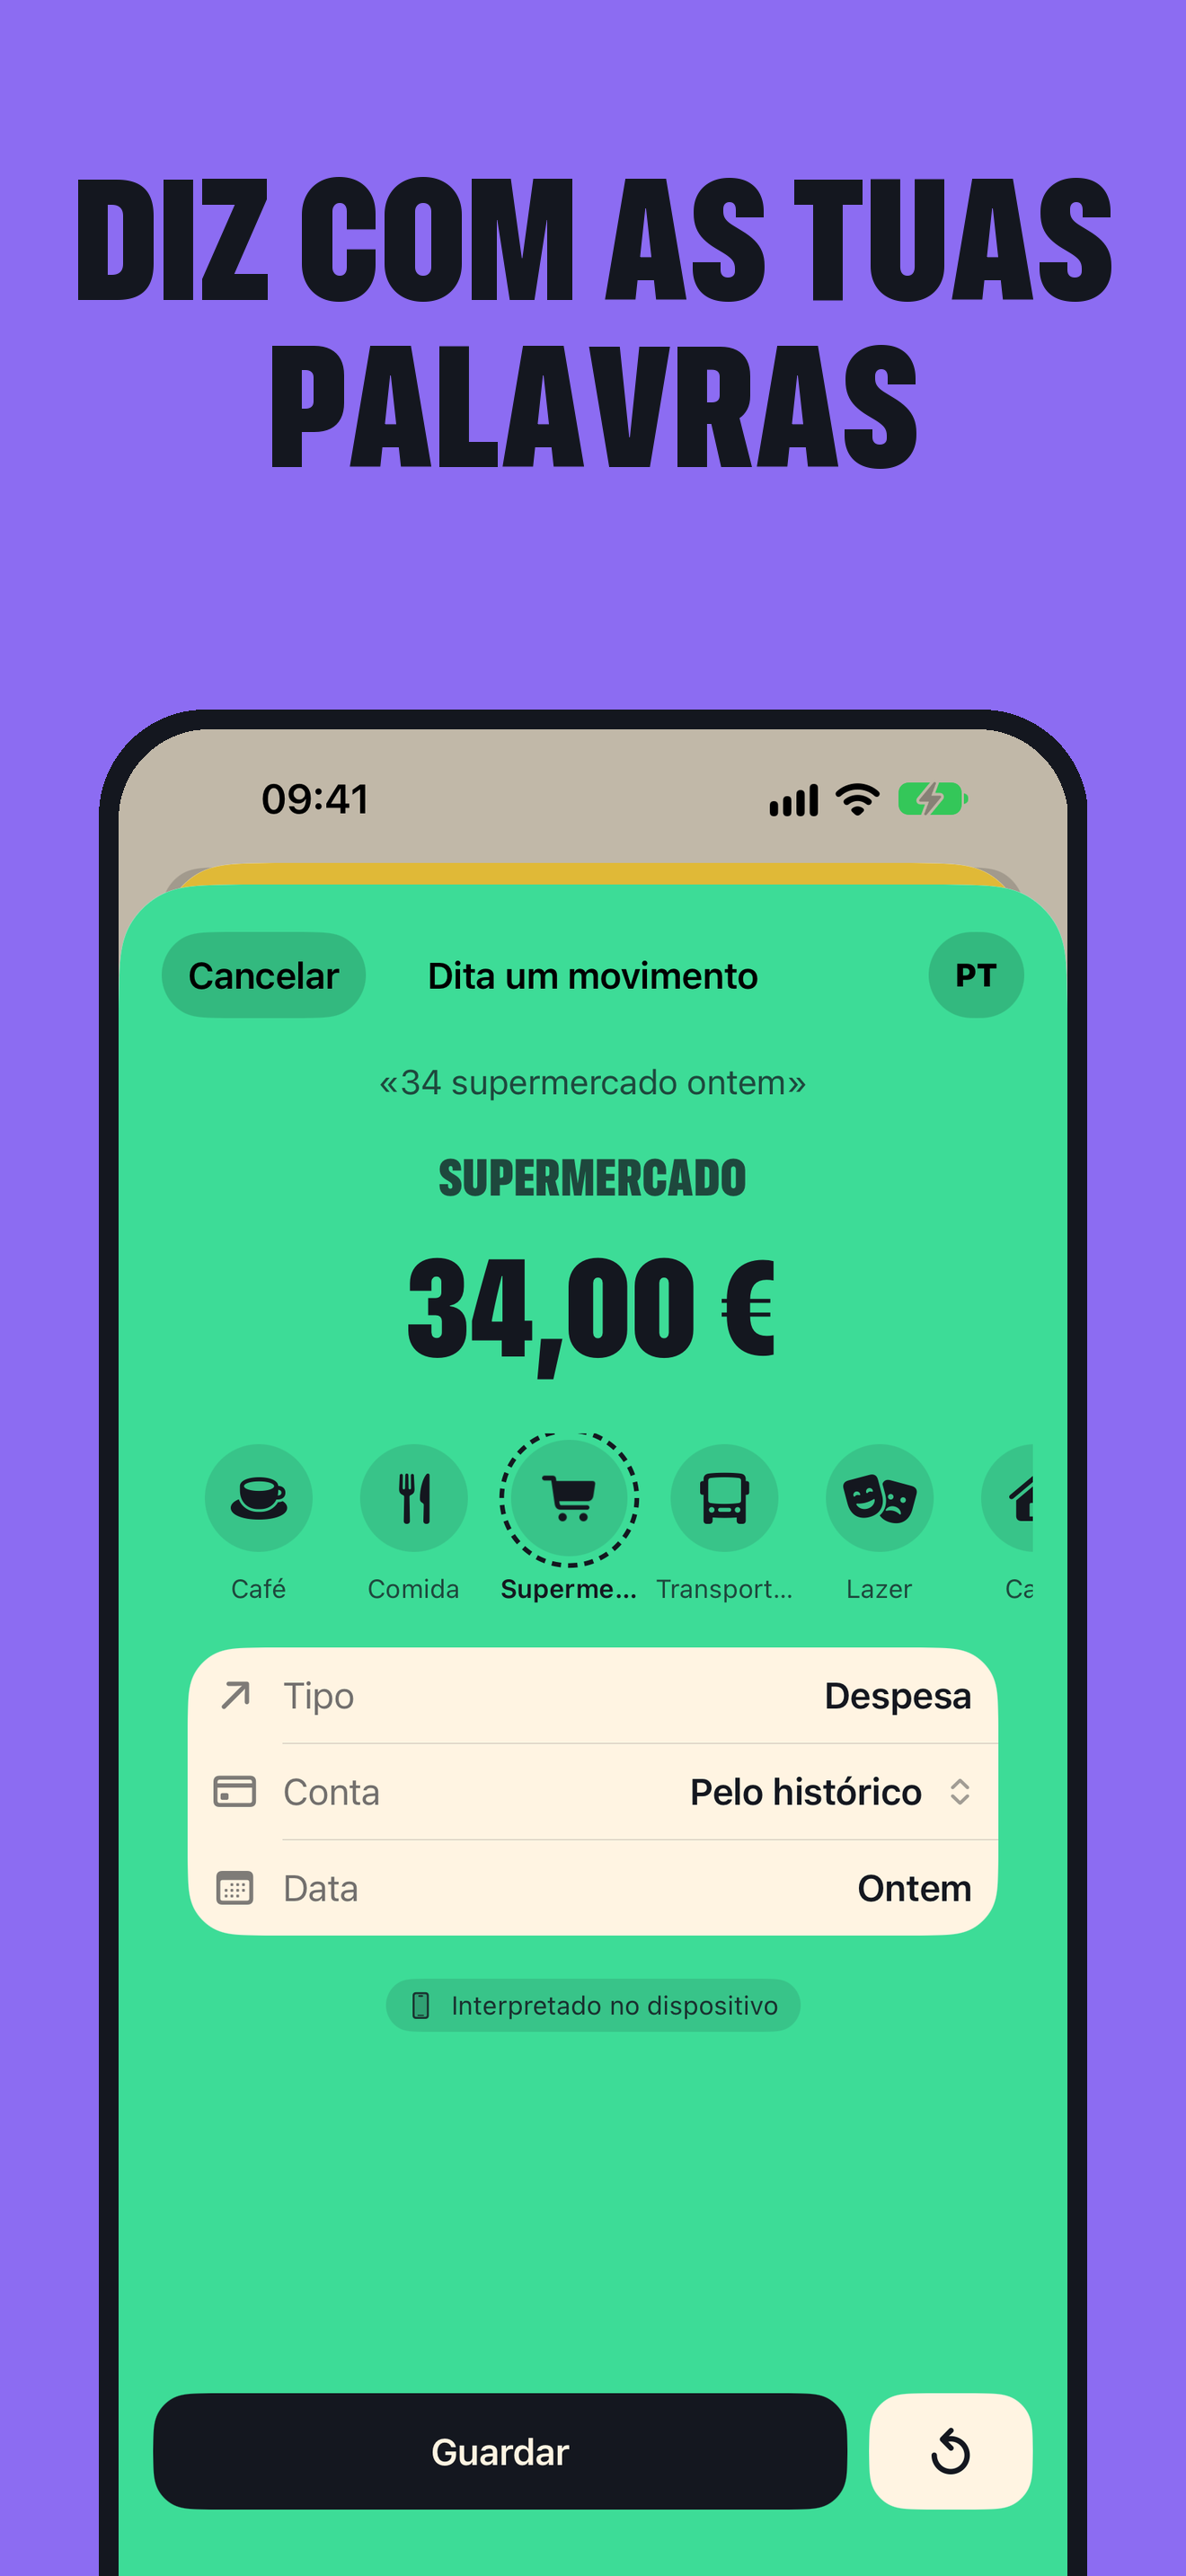 DIZ COM AS TUAS
PALAVRAS
09:41
Cancelar
Dita um movimento
PT
«34 supermercado ontem»
SUPERMERCADO
34,00 €
Café
Comida
Superme...
Transport...
Lazer
Ca
Tipo
Despesa
Conta
Pelo histórico
Data
Ontem
Interpretado no dispositivo
Guardar